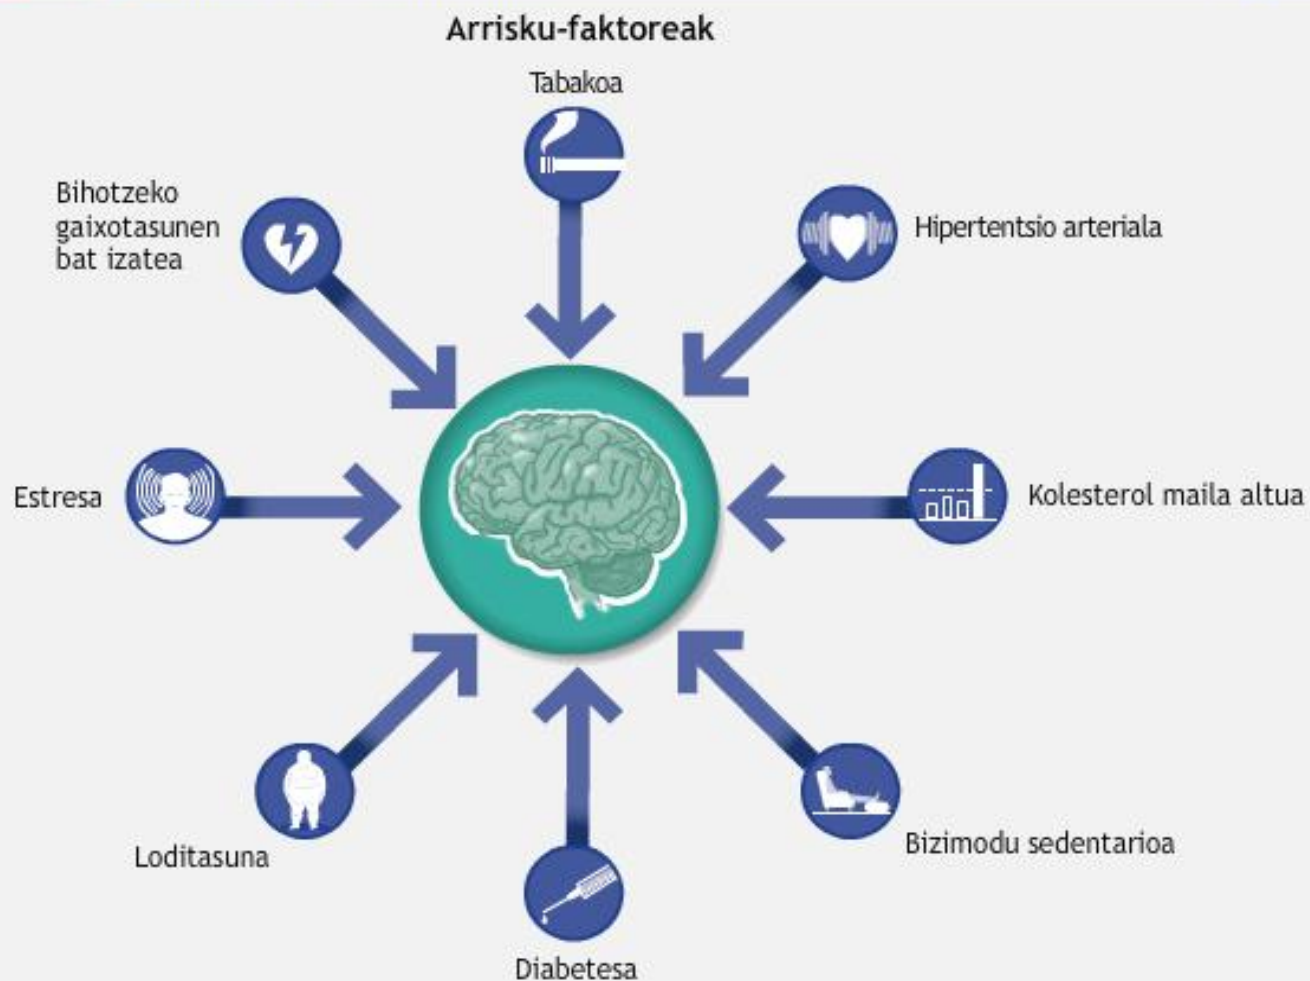 Arrisku-faktoreak
Tabakoa
Bihotzeko
gaixotasunen
bat izatea
Hipertentsio arteriala
Estresa
Kolesterol maila altua
Loditasuna
Bizimodu sedentarioa
Diabetesa